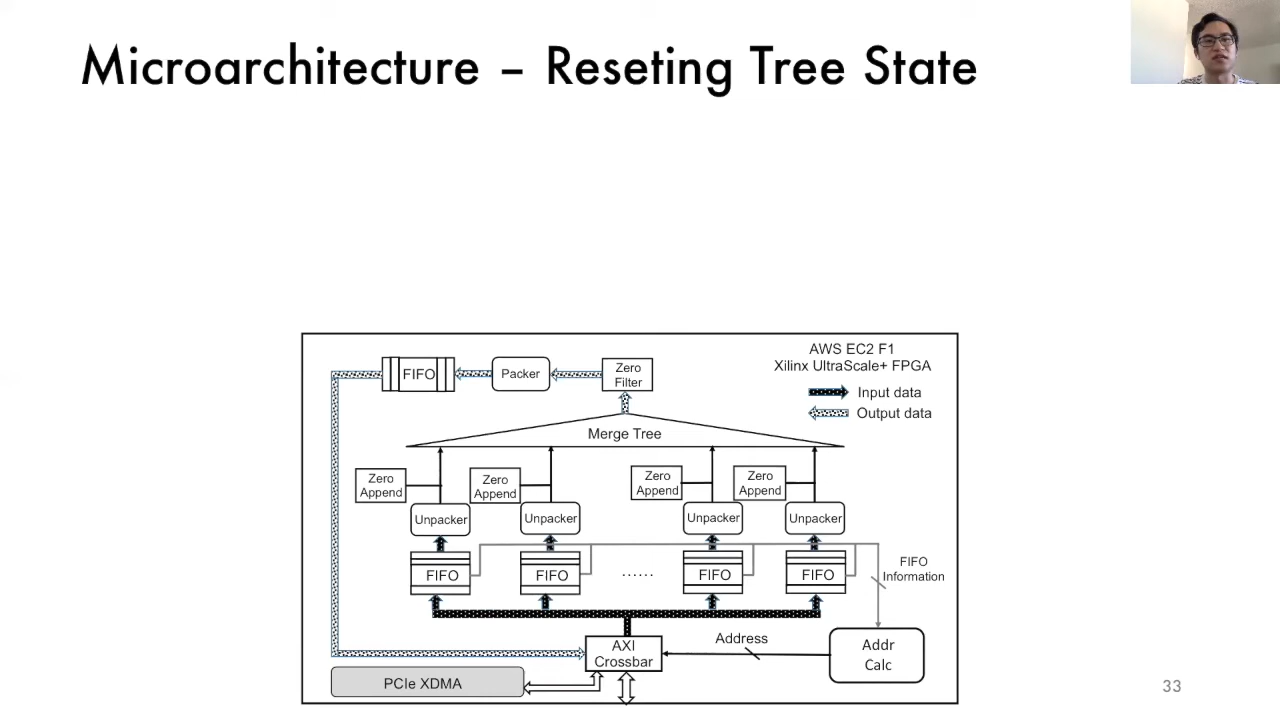 Microarchitecture – Reseting Tree State
AWS EC2 F1
Xilinx UltraScale+ FPGA
Input data
Output data
FIFO
Packer
Zero
Filter
Merge Tree
Zero
Append
Zero
Append
Zero
Append
Zero
Append
Unpacker
Unpacker
Unpacker
Unpacker
FIFO
FIFO
......
FIFO
FIFO
FIFO
Information
AXI
Crossbar
Address
Addr
Calc
PCIe XDMA
33